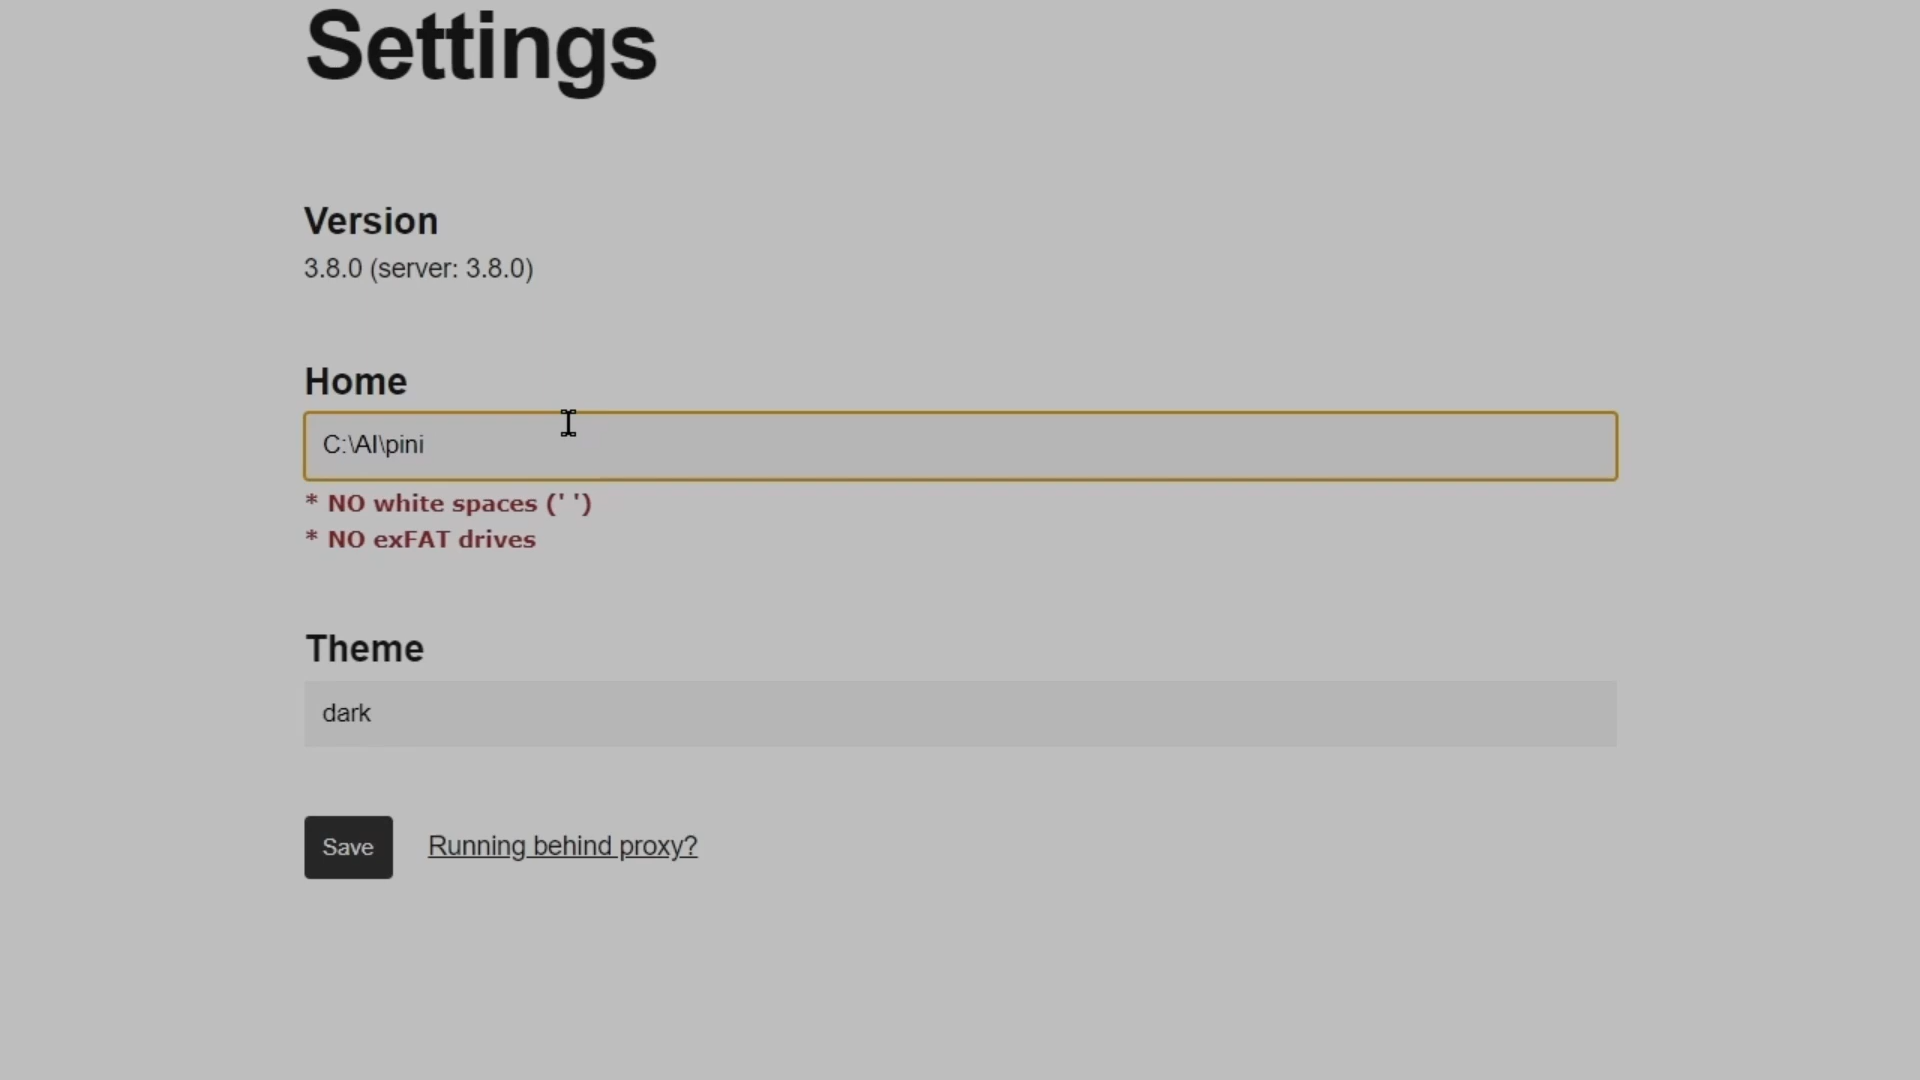 Settings
Version
3.8.0 (server: 3.8.0)
Home
C:\AI\pini
* NO white spaces (' ')
* NO exFAT drives
Theme
dark
Save
Running behind proxy?